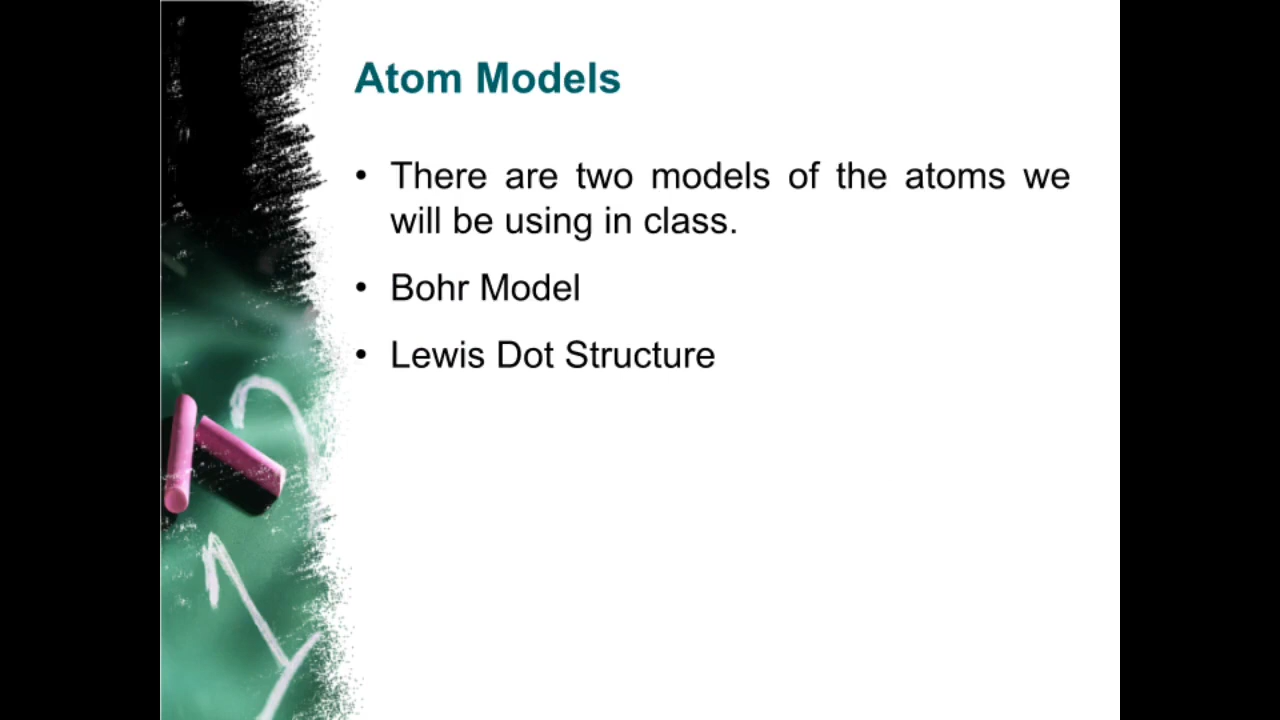 Atom Models
• There are two models of the atoms we
will be using in class.
• Bohr Model
• Lewis Dot Structure